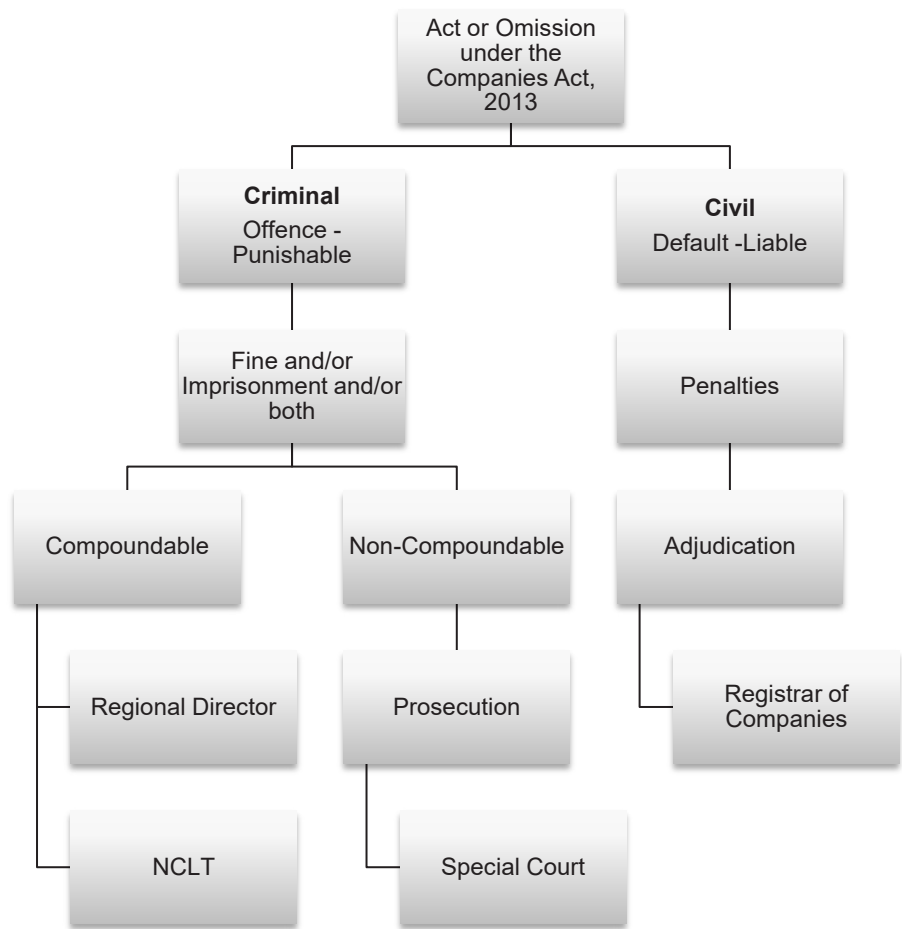 Act or Omission
under the
Companies Act,
2013
Criminal
Offence -
Punishable
Civil
Default -Liable
Fine and/or
Imprisonment and/or
both
Penalties
Compoundable
Non-Compoundable
Adjudication
Regional Director
Prosecution
Registrar of
Companies
NCLT
Special Court